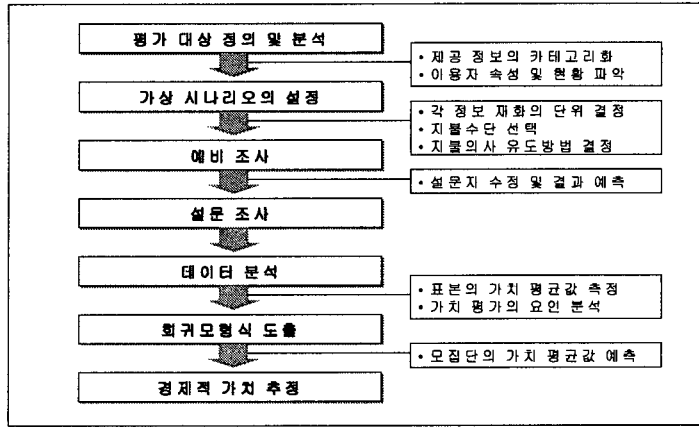 평가 대상 정의 및 분석
• 제공 정보의 카테고리화
• 이용자 속성 및 현황 파악
가상 시나리오의 설정
• 각 정보 재화의 단위 결정
• 지불수단 선택
• 지불의사 유도방법 결정
예비 조사
• 설문지 수정 및 결과 예측
설문 조사
데이터 분석
• 표본의 가치 평균값 측정
• 가치 평가의 요인 분석
회귀모형식 도출
• 모집단의 가치 평균값 예측
경제적 가치 추정